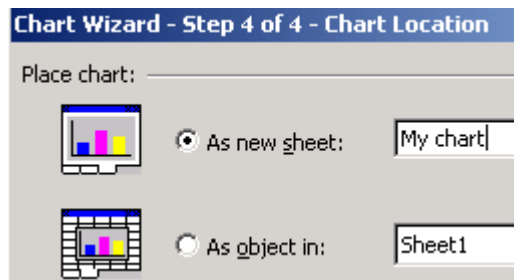 Chart Wizard - Step 4 of 4 - Chart Location
Place chart:
As new sheet: My chart
As object in: Sheet1